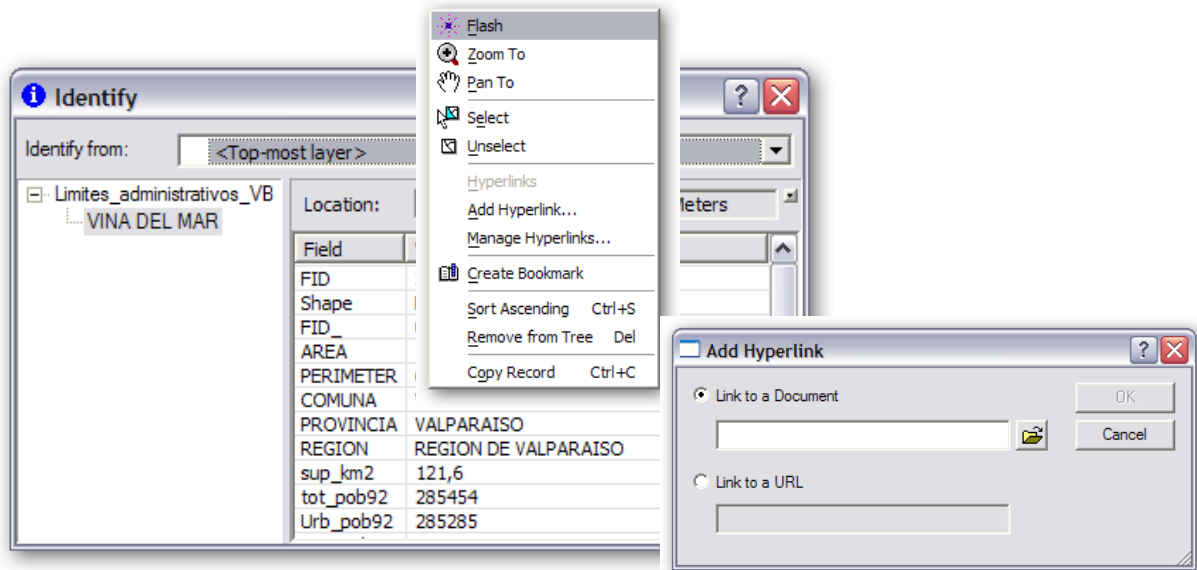 Flash
Zoom To
Pan To
Select
Unselect
Hyperlinks
Add Hyperlink...
Manage Hyperlinks...
Create Bookmark
Sort Ascending Ctrl+S
Remove from Tree Del
Copy Record Ctrl+C
Identify
Identify from: <Top-most layer>
Limites_administrativos_VB
VINA DEL MAR
Location:
Field
FID
Shape
FID_
AREA
PERIMETER
COMUNA
PROVINCIA VALPARAISO
REGION REGION DE VALPARAISO
sup_km2 121,6
tot_pob92 285454
Urb_pob92 285285
Add Hyperlink
Link to a Document
OK
Cancel
Link to a URL